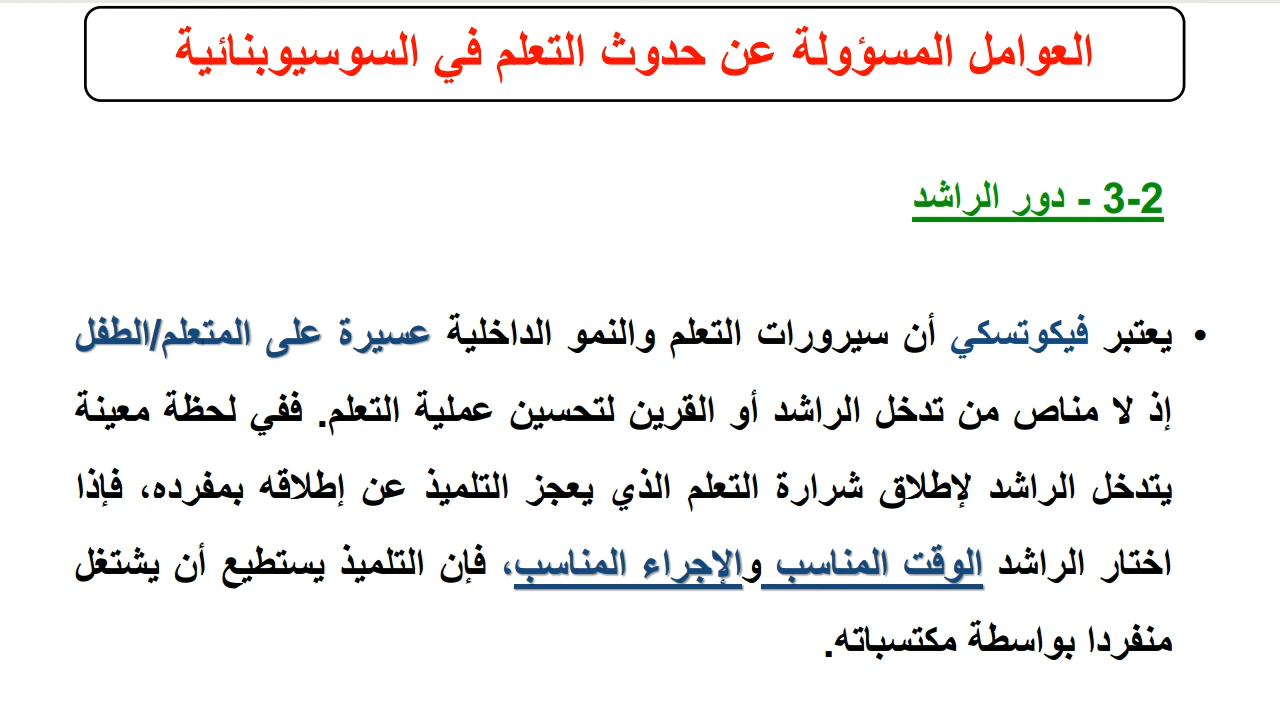 العوامل المسؤولة عن حدوث التعلم في السوسيوبنائية
3-2 - دور الراشد
• يعتبر فيكوتسكي أن سيرورات التعلم والنمو الداخلية عسيرة على المتعلم/الطفل
إذ لا مناص من تدخل الراشد أو القرين لتحسين عملية التعلم. ففي لحظة معينة
يتدخل الراشد لإطلاق شرارة التعلم الذي يعجز التلميذ عن إطلاقه بمفرده، فإذا
اختار الراشد الوقت المناسب والإجراء المناسب، فإن التلميذ يستطيع أن يشتغل
منفردا بواسطة مكتسباته.